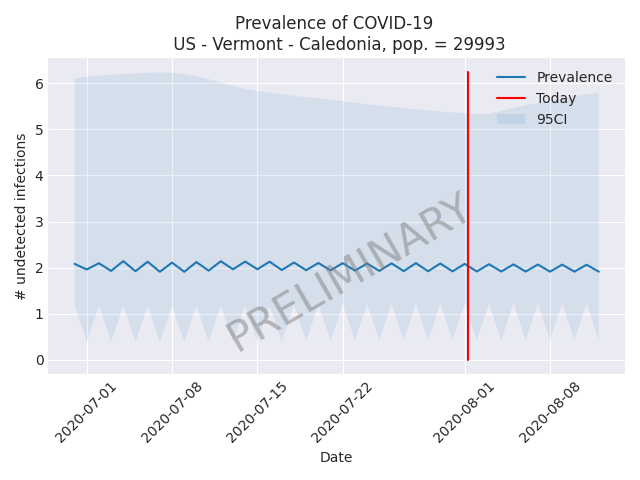 Prevalence of COVID-19
US - Vermont - Caledonia, pop. = 29993
# undetected infections
6
5
4
3
2
1
0
Prevalence
Today
95CI
PRELIMINARY
2020-07-01
2020-07-08
2020-07-15
2020-07-22
2020-08-01
2020-08-08
Date